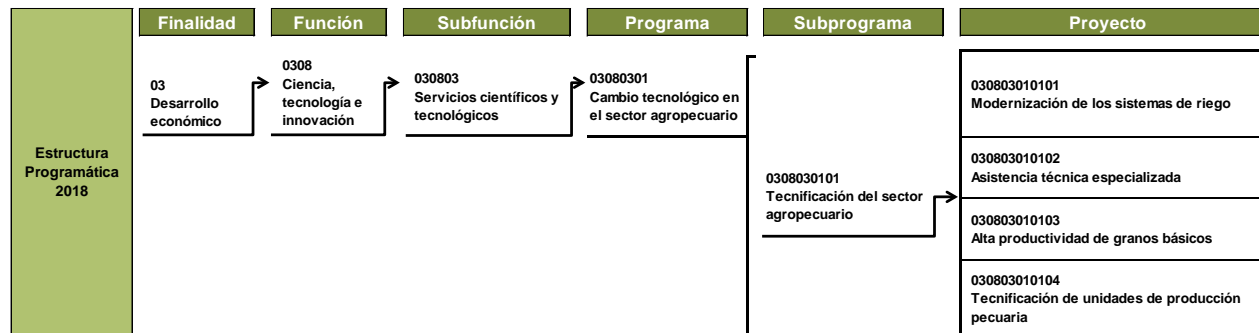 Finalidad
Función
Subfunción
Programa
Subprograma
Proyecto
Estructura
Programática
2018
03
Desarrollo
económico
0308
Ciencia,
tecnología e
innovación
030803
Servicios científicos y
tecnológicos
03080301
Cambio tecnológico en
el sector agropecuario
0308030101
Tecnificación del sector
agropecuario
030803010101
Modernización de los sistemas de riego
030803010102
Asistencia técnica especializada
030803010103
Alta productividad de granos básicos
030803010104
Tecnificación de unidades de producción
pecuaria